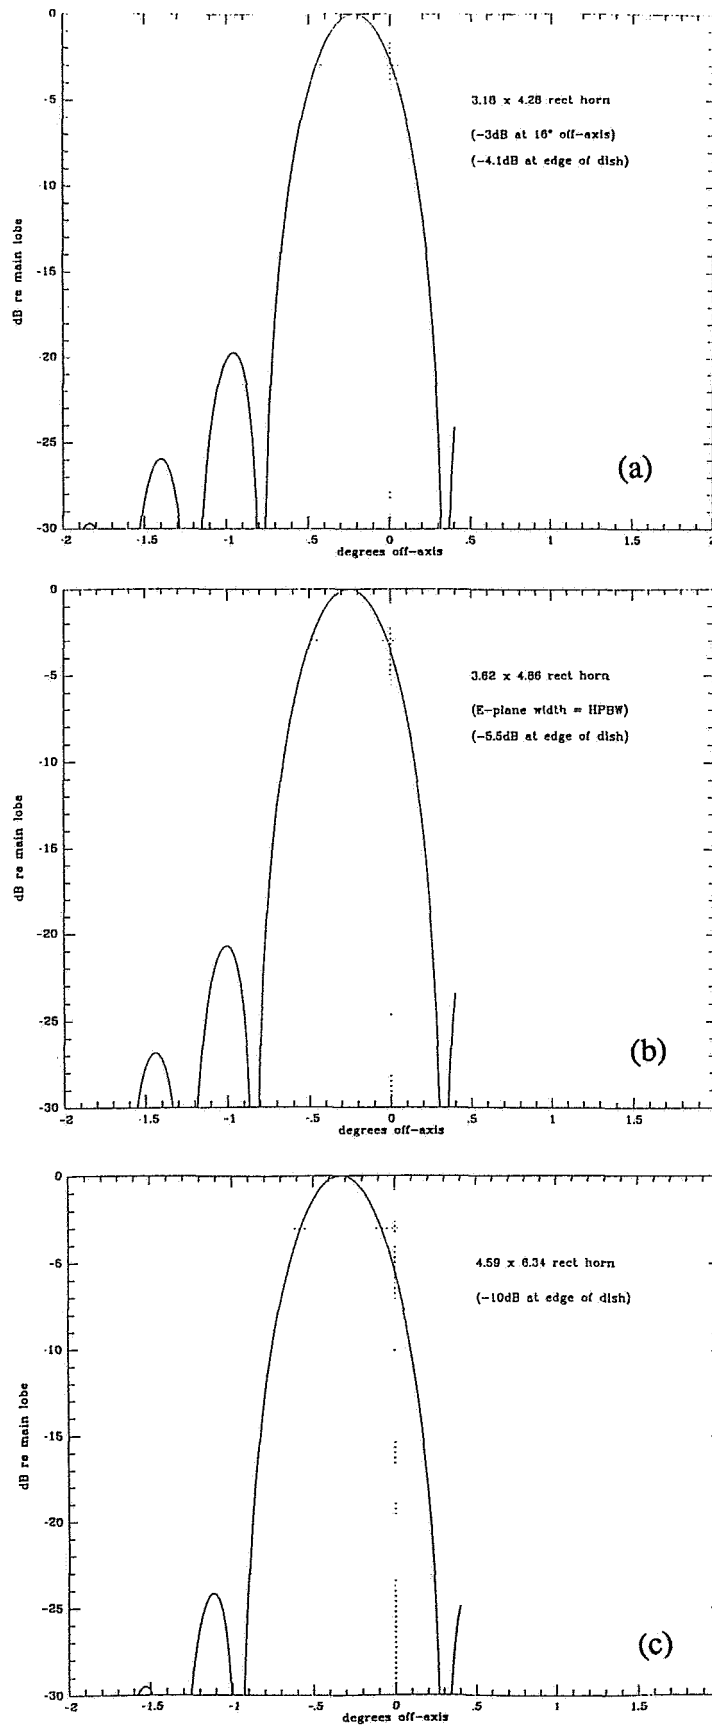 0
-5
-10
-15
-20
-25
-30
dB re main lobe
3.18 x 4.28 rect horn
(-3dB at 16° off-axis)
(-4.1dB at edge of dish)
(a)
-2 -1.5 -1 -.5 0 .5 1 1.5 2
degrees off-axis
0
-5
-10
-15
-20
-25
-30
dB re main lobe
3.62 x 4.86 rect horn
(E-plane width = HPBW)
(-5.5dB at edge of dish)
(b)
-2 -1.5 -1 -.5 0 .5 1 1.5
degrees off-axis
0
-5
-10
-15
-20
-25
-30
dB re main lobe
4.59 x 6.34 rect horn
(-10dB at edge of dish)
(c)
-2 -1.5 -1 -.5 0 .5 1 1.5
degrees off-axis